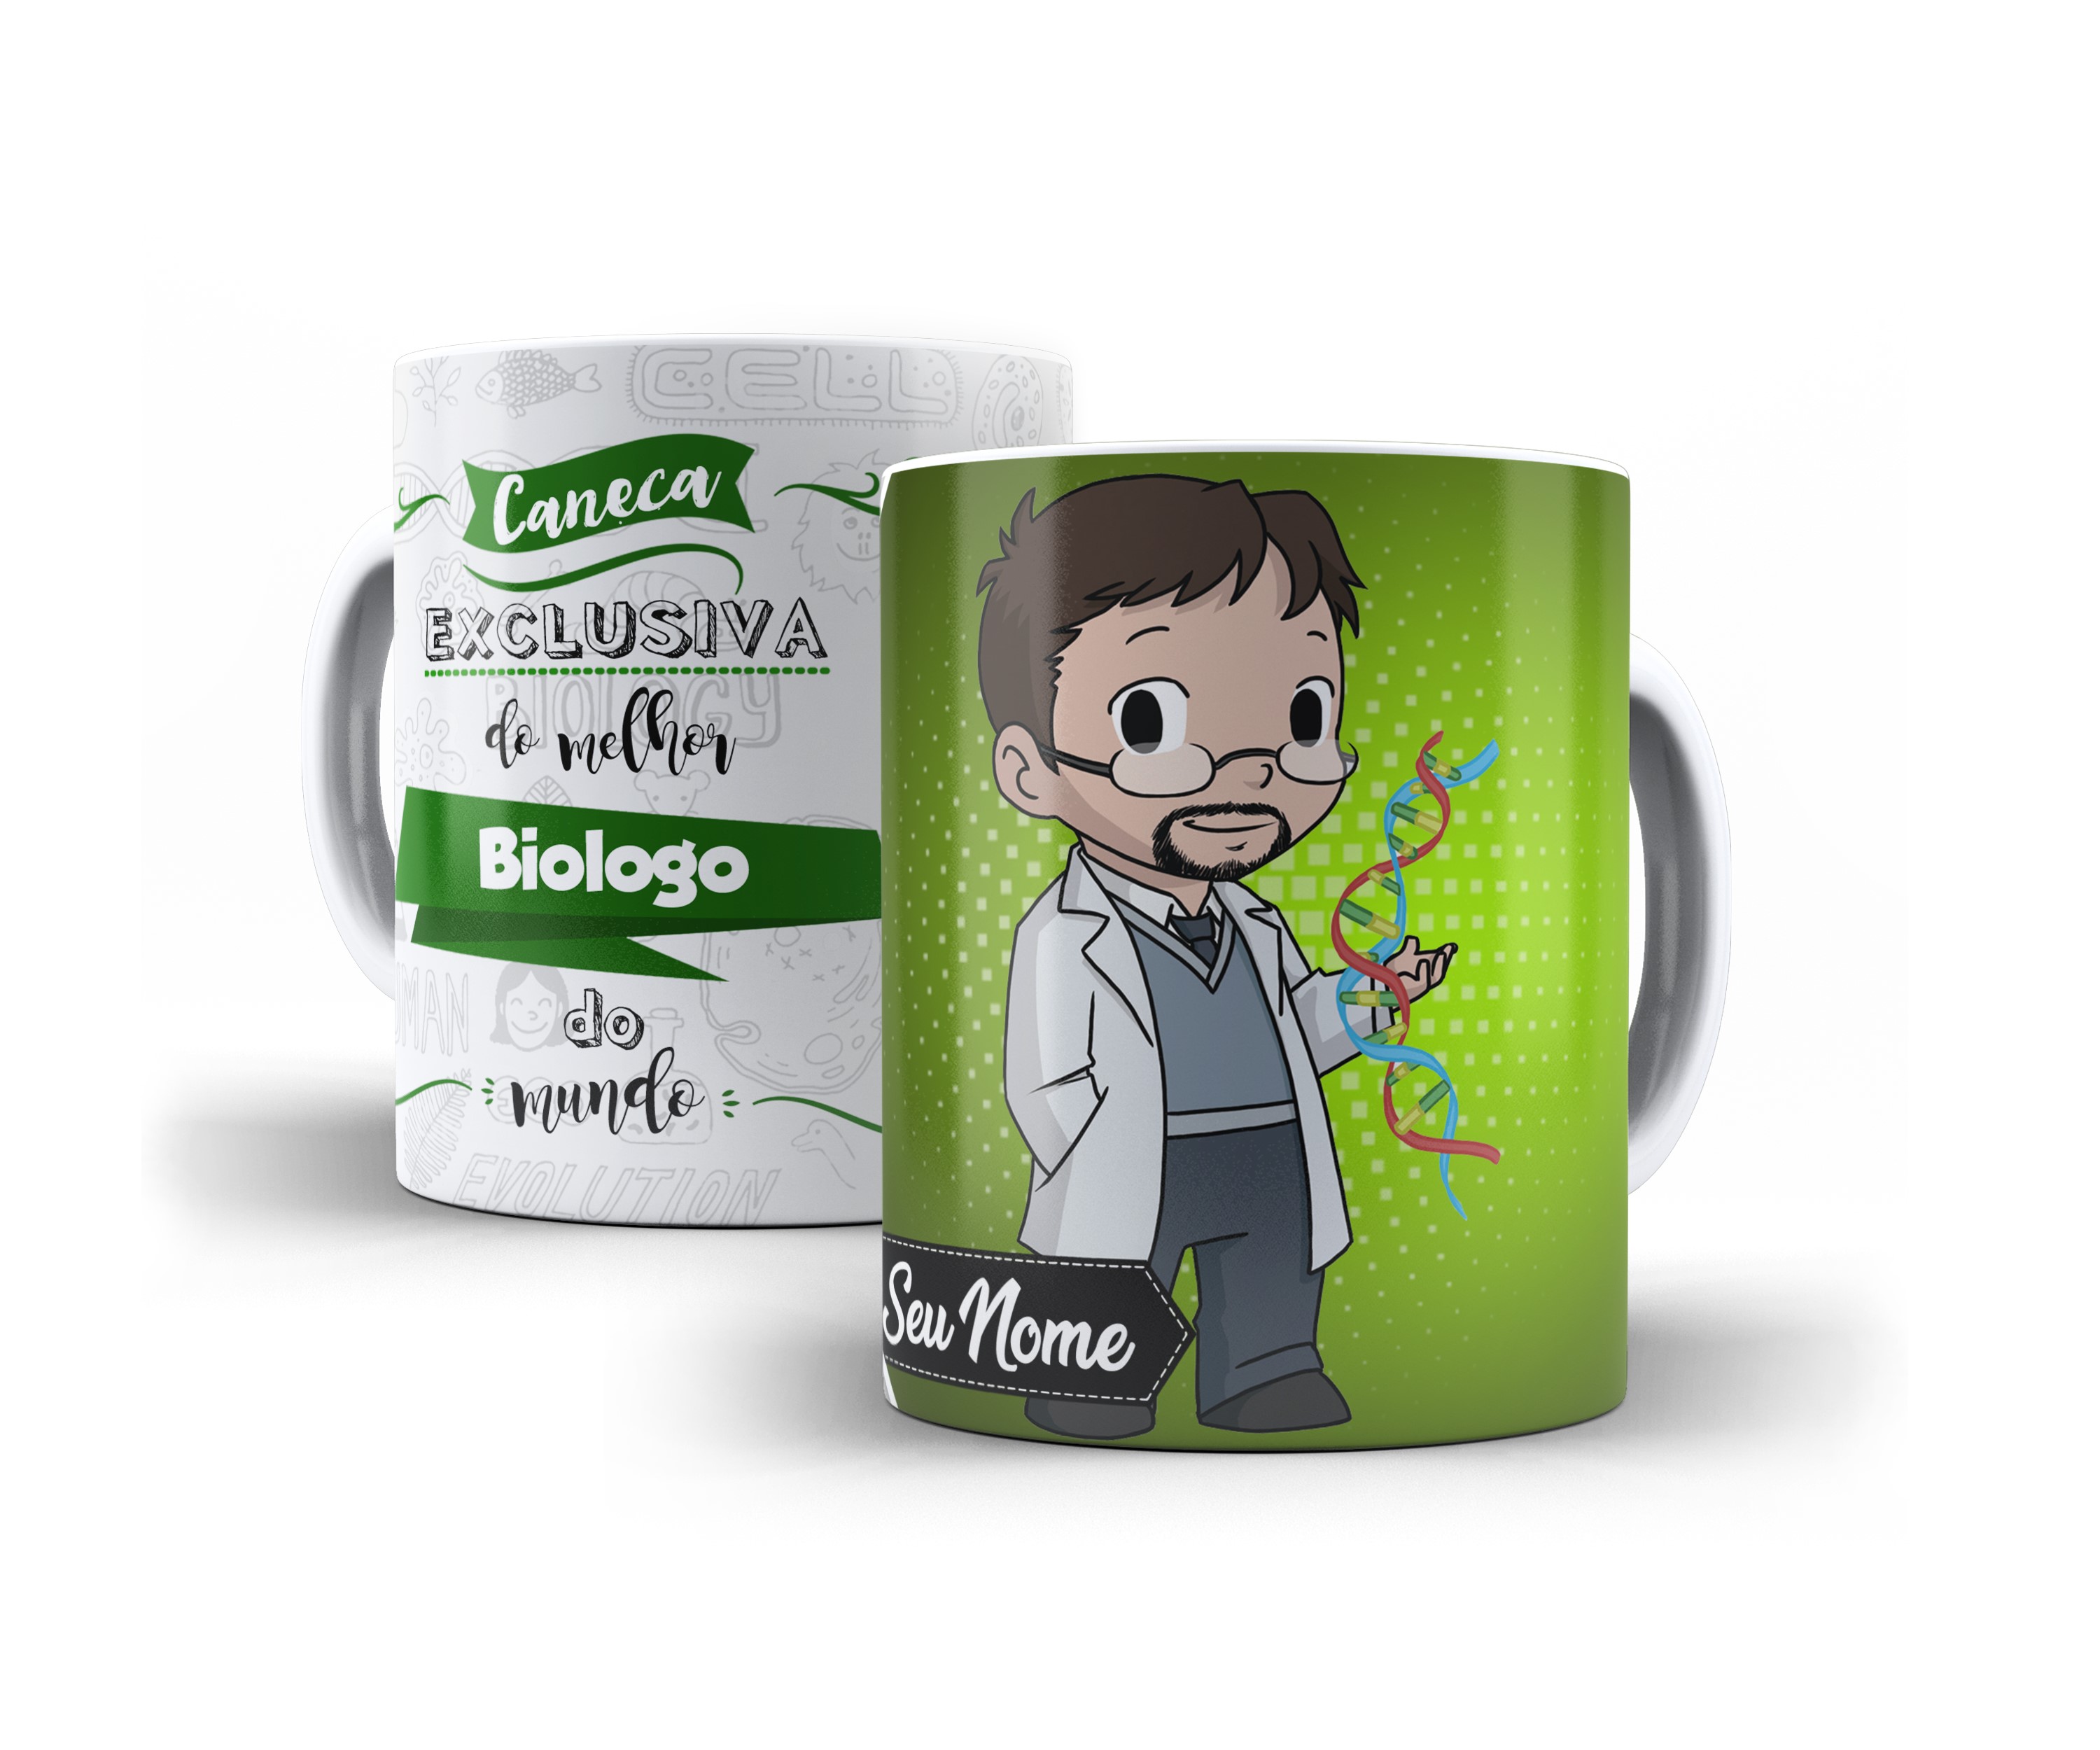 CELL
Caneca
EXCLUSIVA
BIOLOGY
do melhor
Biologo
do
mundo
EVOLUTION
Seu Nome